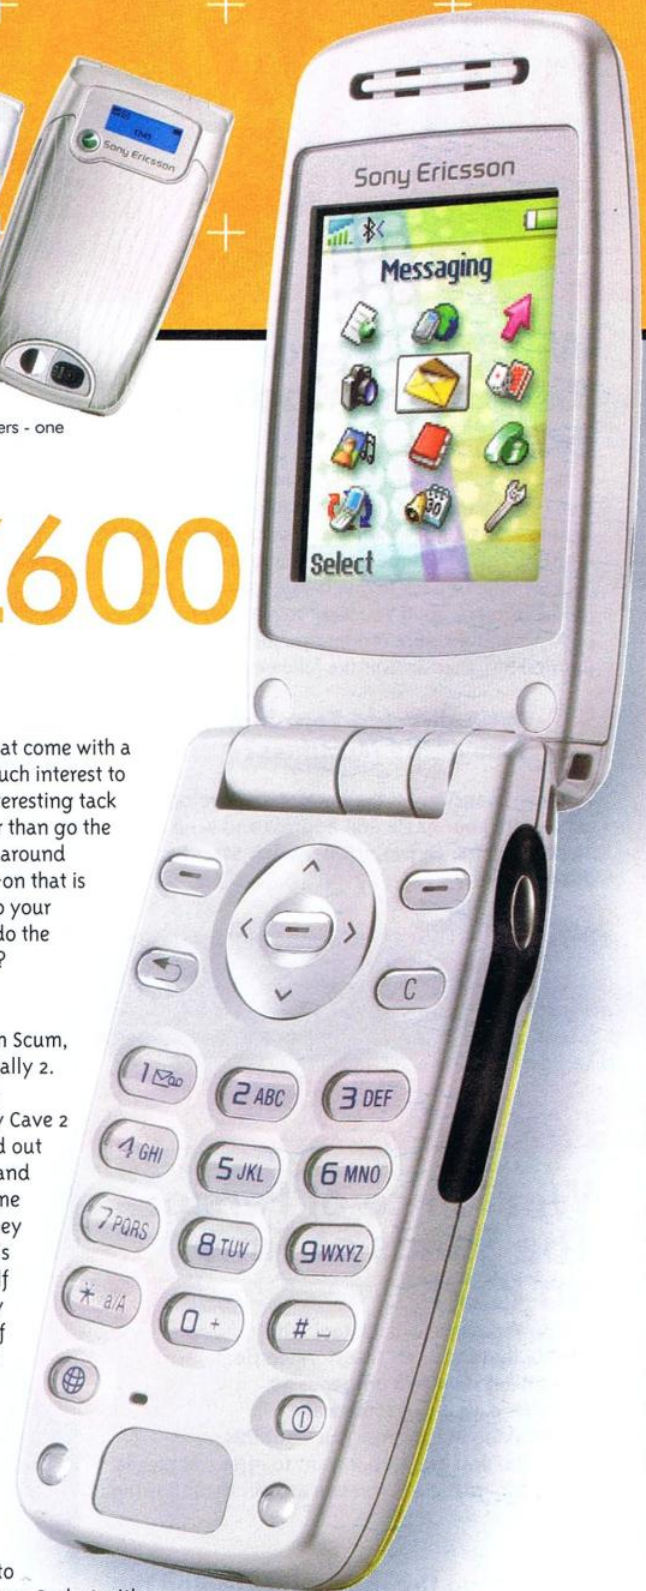 Sony Ericsson
Sony Ericsson
Messaging
30
Select
ers - one
600
at come with a
uch interest to
eresting tack
r than go the
around
-on that is
o your
do the
?
n Scum,
ally 2.
y Cave 2
d out
and
me
ey
s
lf
y
f
to
C
1
2 ABC
3 DEF
4 GHI
5 JKL
6 MNO
7 PQRS
8 TUV
9 WXYZ
* a/A
0 +
#